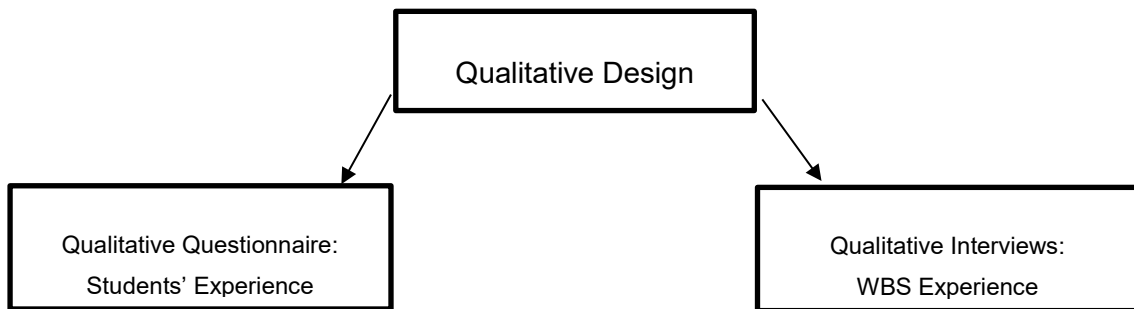 Qualitative Design
Qualitative Questionnaire:
Students’ Experience
Qualitative Interviews:
WBS Experience